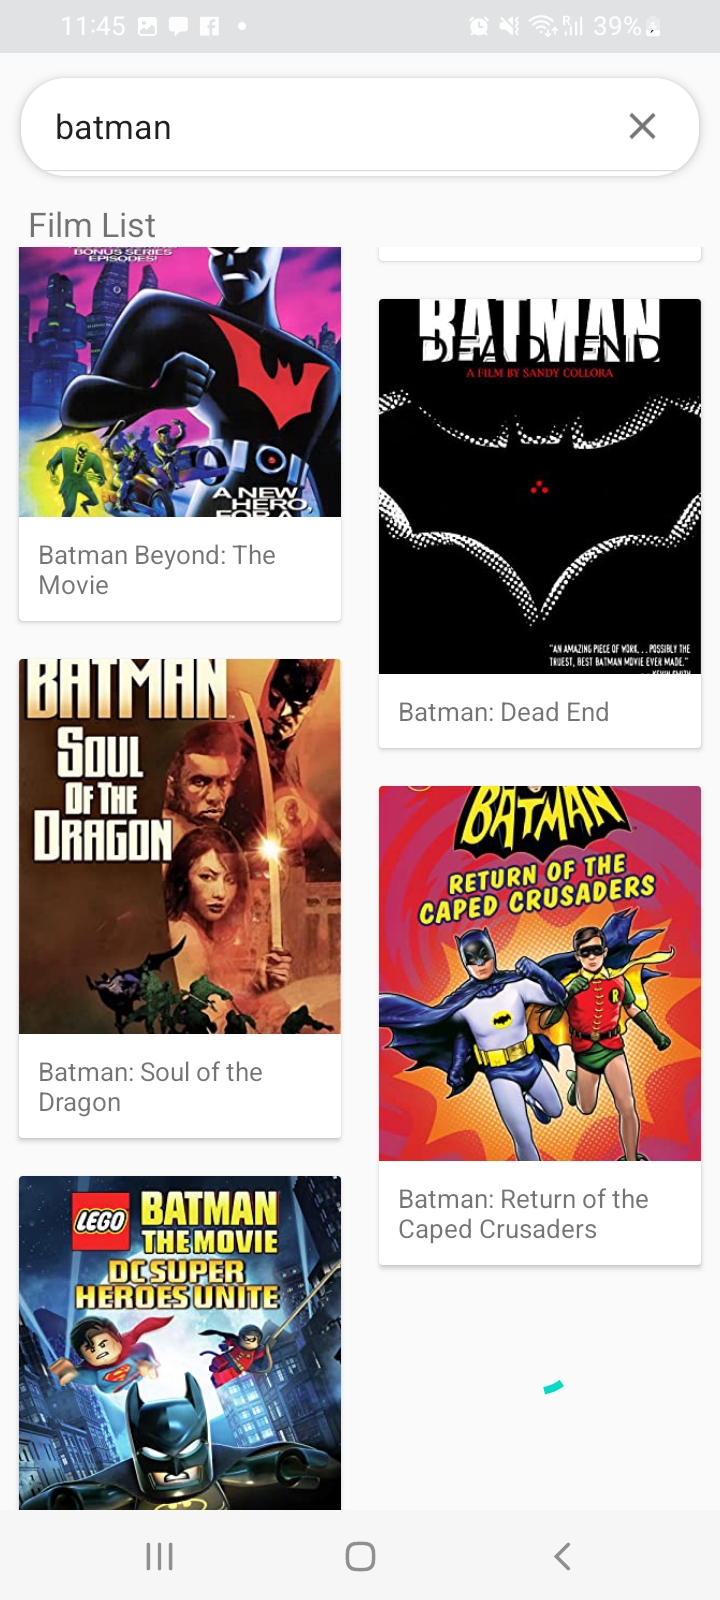 11:45
R
39%
batman
Film List
BONUS SERIES
EPISODES!
A NEW
HERO,
FOR A
Batman Beyond: The
Movie
BATMAN
DEAD END
A FILM BY SANDY COLLORA
"AN AMAZING PIECE OF WORK... POSSIBLY THE
TRUEST, BEST BATMAN MOVIE EVER MADE."
Batman: Dead End
BATMAN
SOUL
OF THE
DRAGON
Batman: Soul of the
Dragon
BATMAN
RETURN OF THE
CAPED CRUSADERS
R
Batman: Return of the
Caped Crusaders
LEGO
BATMAN
THE MOVIE
DC SUPER
HEROES UNITE